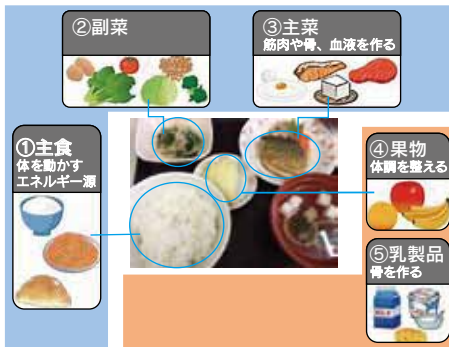 ②副菜
③主菜
筋肉や骨、血液を作る
①主食
体を動かす
エネルギー源
④果物
体調を整える
⑤乳製品
骨を作る